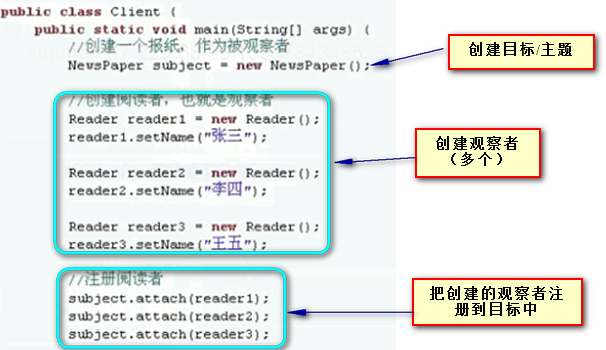 public class Client {
public static void main(String[] args) {
//创建一个报纸，作为被观察者
NewsPaper subject = new NewsPaper();
创建目标/主题
//创建阅读者，也就是观察者
Reader reader1 = new Reader();
reader1.setName("张三");
Reader reader2 = new Reader();
reader2.setName("李四");
Reader reader3 = new Reader();
reader3.setName("王五");
创建观察者
（多个）
//注册阅读者
subject.attach(reader1);
subject.attach(reader2);
subject.attach(reader3);
把创建的观察者注
册到目标中